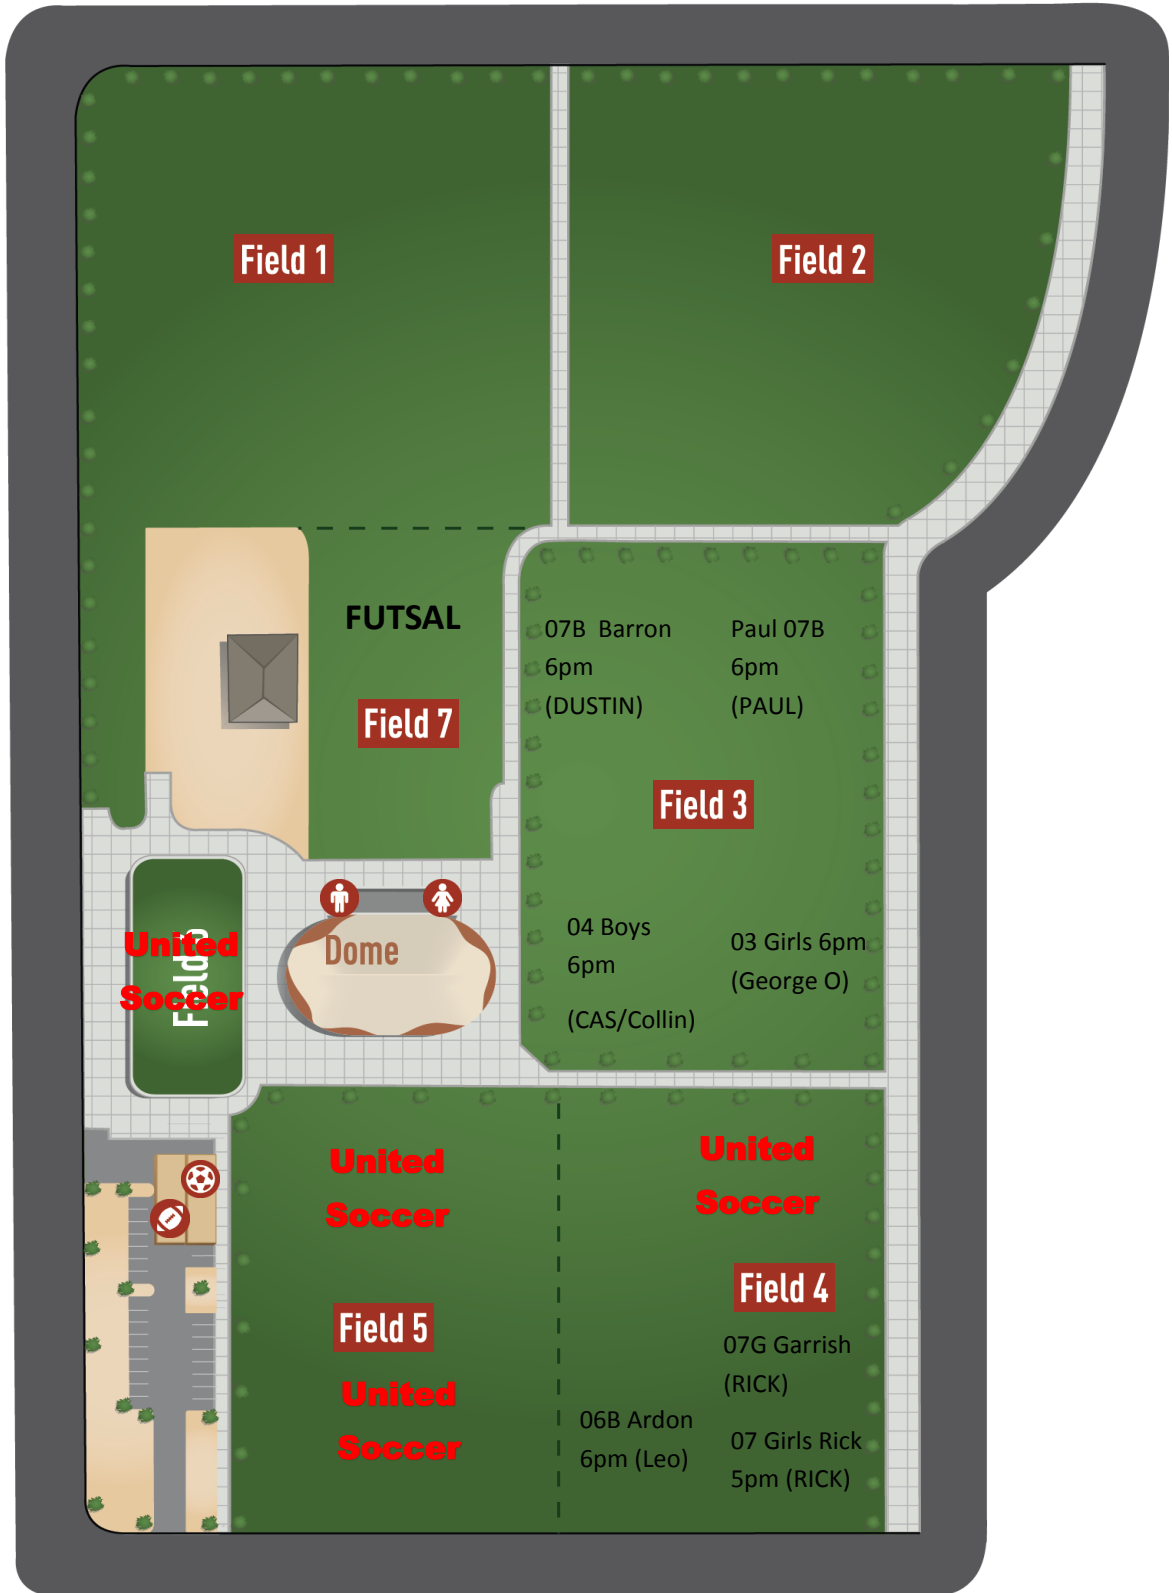 Field 1
Field 2
FUTSAL
Field 7
07B  Barron
6pm
(DUSTIN)
Paul 07B
6pm
(PAUL)
Field 3
04 Boys
6pm
(CAS/Collin)
03 Girls 6pm
(George O)
United
Soccer
Field
Dome
United
Soccer
Field 5
United
Soccer
United
Soccer
Field 4
07G Garrish
(RICK)
06B Ardon
6pm (Leo)
07 Girls Rick
5pm (RICK)